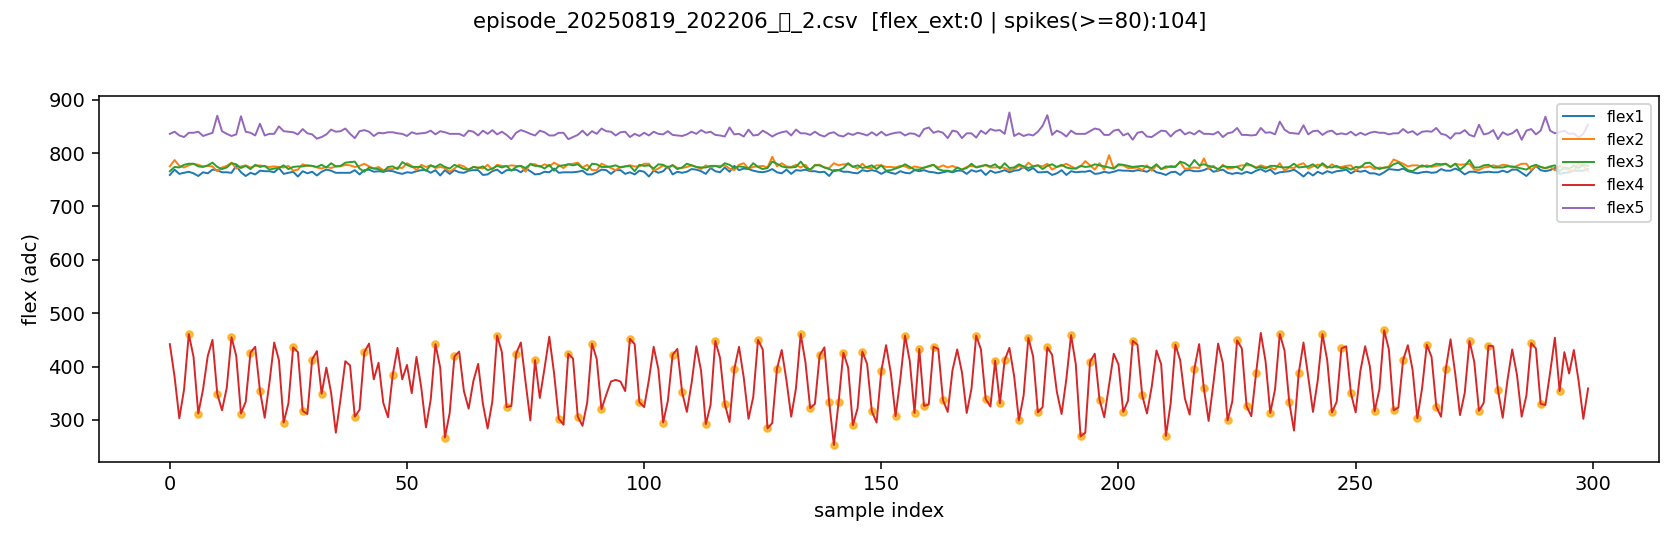 episode_20250819_202206_▯_2.csv [flex_ext:0 | spikes(>=80):104]
900
800
700
600
500
400
300
flex (adc)
0
50
100
150
200
250
300
sample index
flex1
flex2
flex3
flex4
flex5